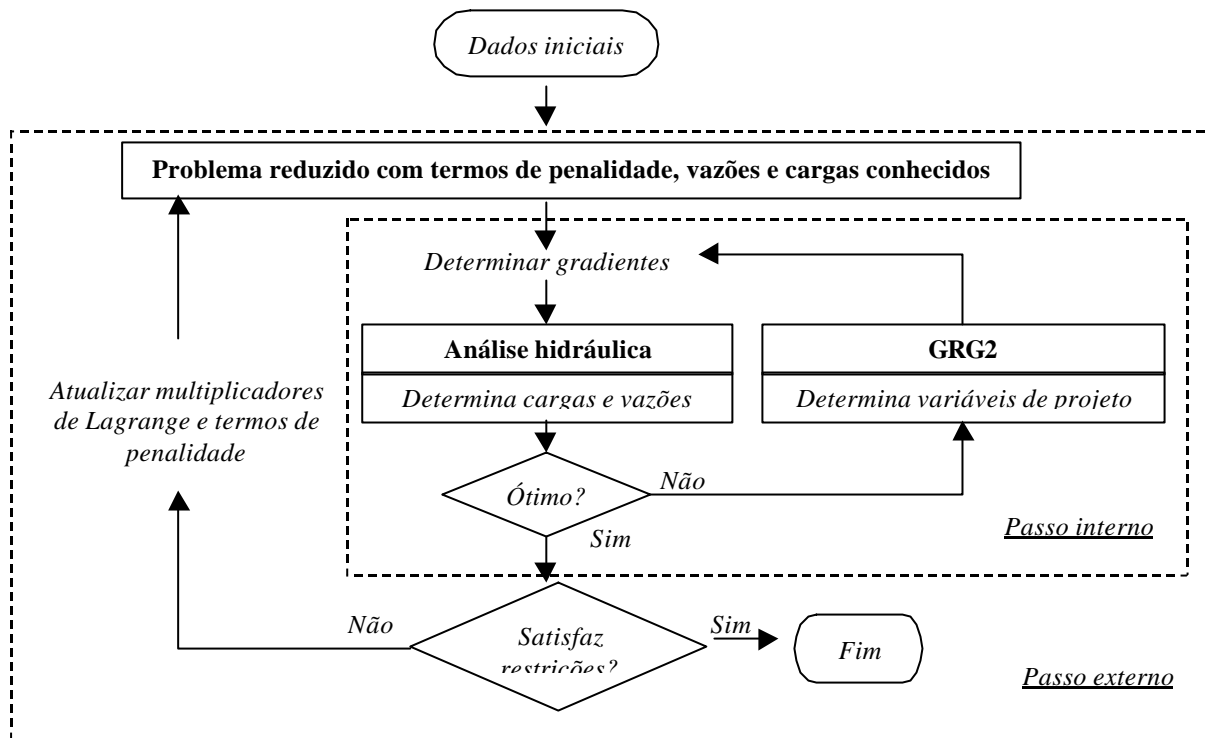 Dados iniciais
Problema reduzido com termos de penalidade, vazões e cargas conhecidos
Determinar gradientes
Análise hidráulica
Determina cargas e vazões
GRG2
Determina variáveis de projeto
Atualizar multiplicadores
de Lagrange e termos de
penalidade
Ótimo?
Não
Sim
Passo interno
Não
Satisfaz
restrições?
Sim
Fim
Passo externo